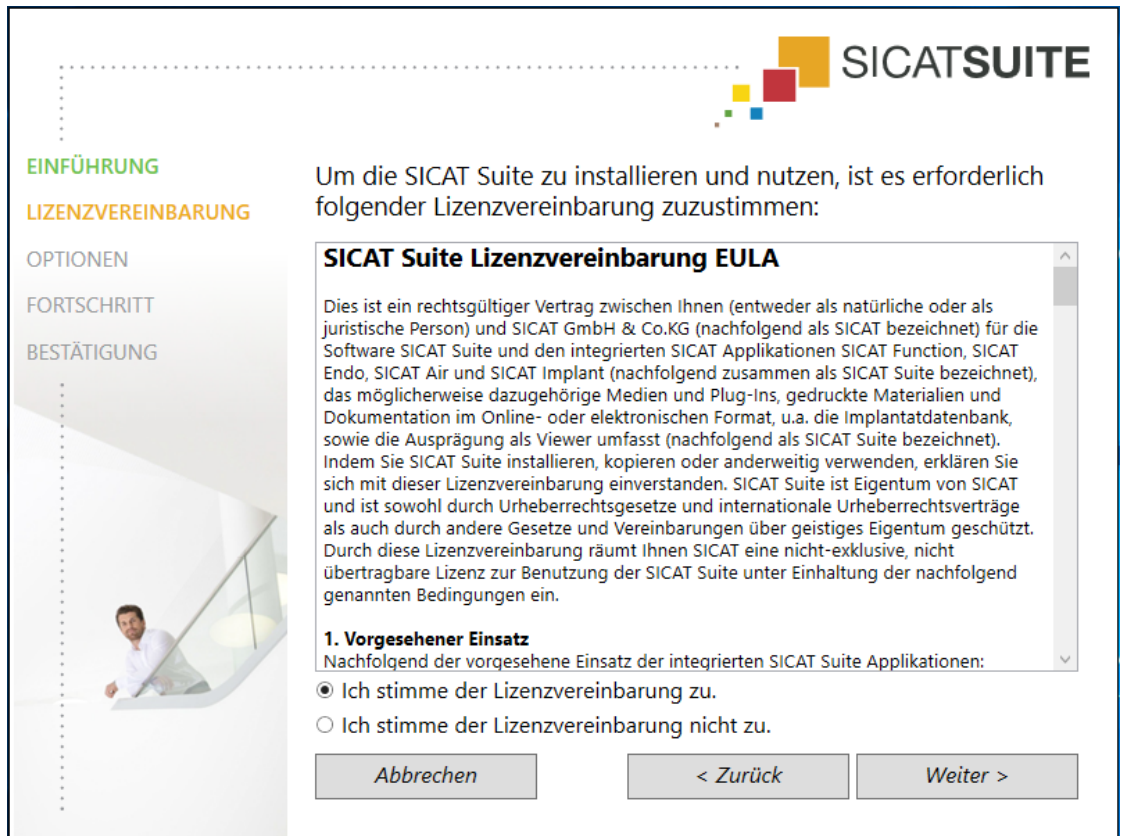 SICATSUITE
EINFÜHRUNG
LIZENZVEREINBARUNG
OPTIONEN
FORTSCHRITT
BESTÄTIGUNG
Um die SICAT Suite zu installieren und nutzen, ist es erforderlich
folgender Lizenzvereinbarung zuzustimmen:
SICAT Suite Lizenzvereinbarung EULA
Dies ist ein rechtsgültiger Vertrag zwischen Ihnen (entweder als natürliche oder als
juristische Person) und SICAT GmbH & Co.KG (nachfolgend als SICAT bezeichnet) für die
Software SICAT Suite und den integrierten SICAT Applikationen SICAT Function, SICAT
Endo, SICAT Air und SICAT Implant (nachfolgend zusammen als SICAT Suite bezeichnet),
das möglicherweise dazugehörige Medien und Plug-Ins, gedruckte Materialien und
Dokumentation im Online- oder elektronischen Format, u.a. die Implantatdatenbank,
sowie die Ausprägung als Viewer umfasst (nachfolgend als SICAT Suite bezeichnet).
Indem Sie SICAT Suite installieren, kopieren oder anderweitig verwenden, erklären Sie
sich mit dieser Lizenzvereinbarung einverstanden. SICAT Suite ist Eigentum von SICAT
und ist sowohl durch Urheberrechtsgesetze und internationale Urheberrechtsverträge
als auch durch andere Gesetze und Vereinbarungen über geistiges Eigentum geschützt.
Durch diese Lizenzvereinbarung räumt Ihnen SICAT eine nicht-exklusive, nicht
übertragbare Lizenz zur Benutzung der SICAT Suite unter Einhaltung der nachfolgend
genannten Bedingungen ein.
1. Vorgesehener Einsatz
Nachfolgend der vorgesehene Einsatz der integrierten SICAT Suite Applikationen:
Ich stimme der Lizenzvereinbarung zu.
Ich stimme der Lizenzvereinbarung nicht zu.
Abbrechen
< Zurück
Weiter >